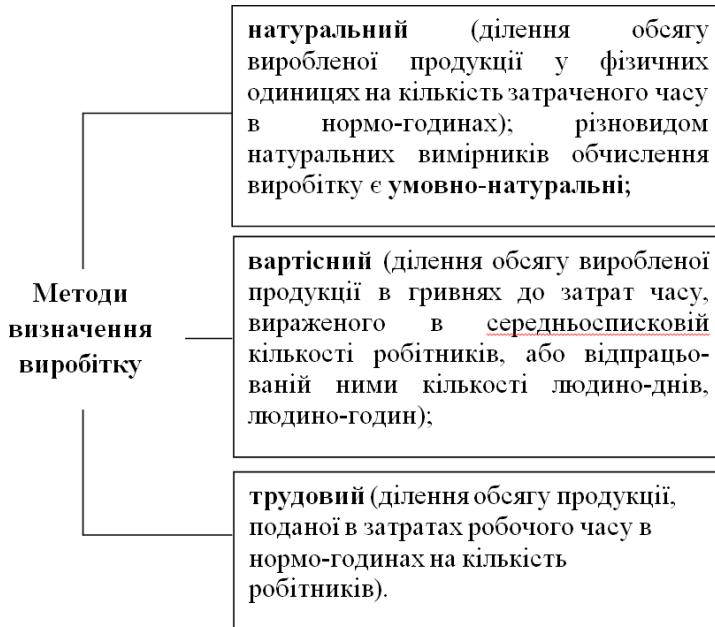 натуральний (ділення обсягу
виробленої продукції у фізичних
одиницях на кількість затраченого часу
в нормо-годинах); різновидом
натуральних вимірників обчислення
виробітку є умовно-натуральні;
Методи
визначення
виробітку
вартісний (ділення обсягу виробленої
продукції в гривнях до затрат часу,
вираженого в середньосписковій
кількості робітників, або відпрацьо-
ваній ними кількості людино-днів,
людино-годин);
трудовий (ділення обсягу продукції,
поданої в затратах робочого часу в
нормо-годинах на кількість
робітників).